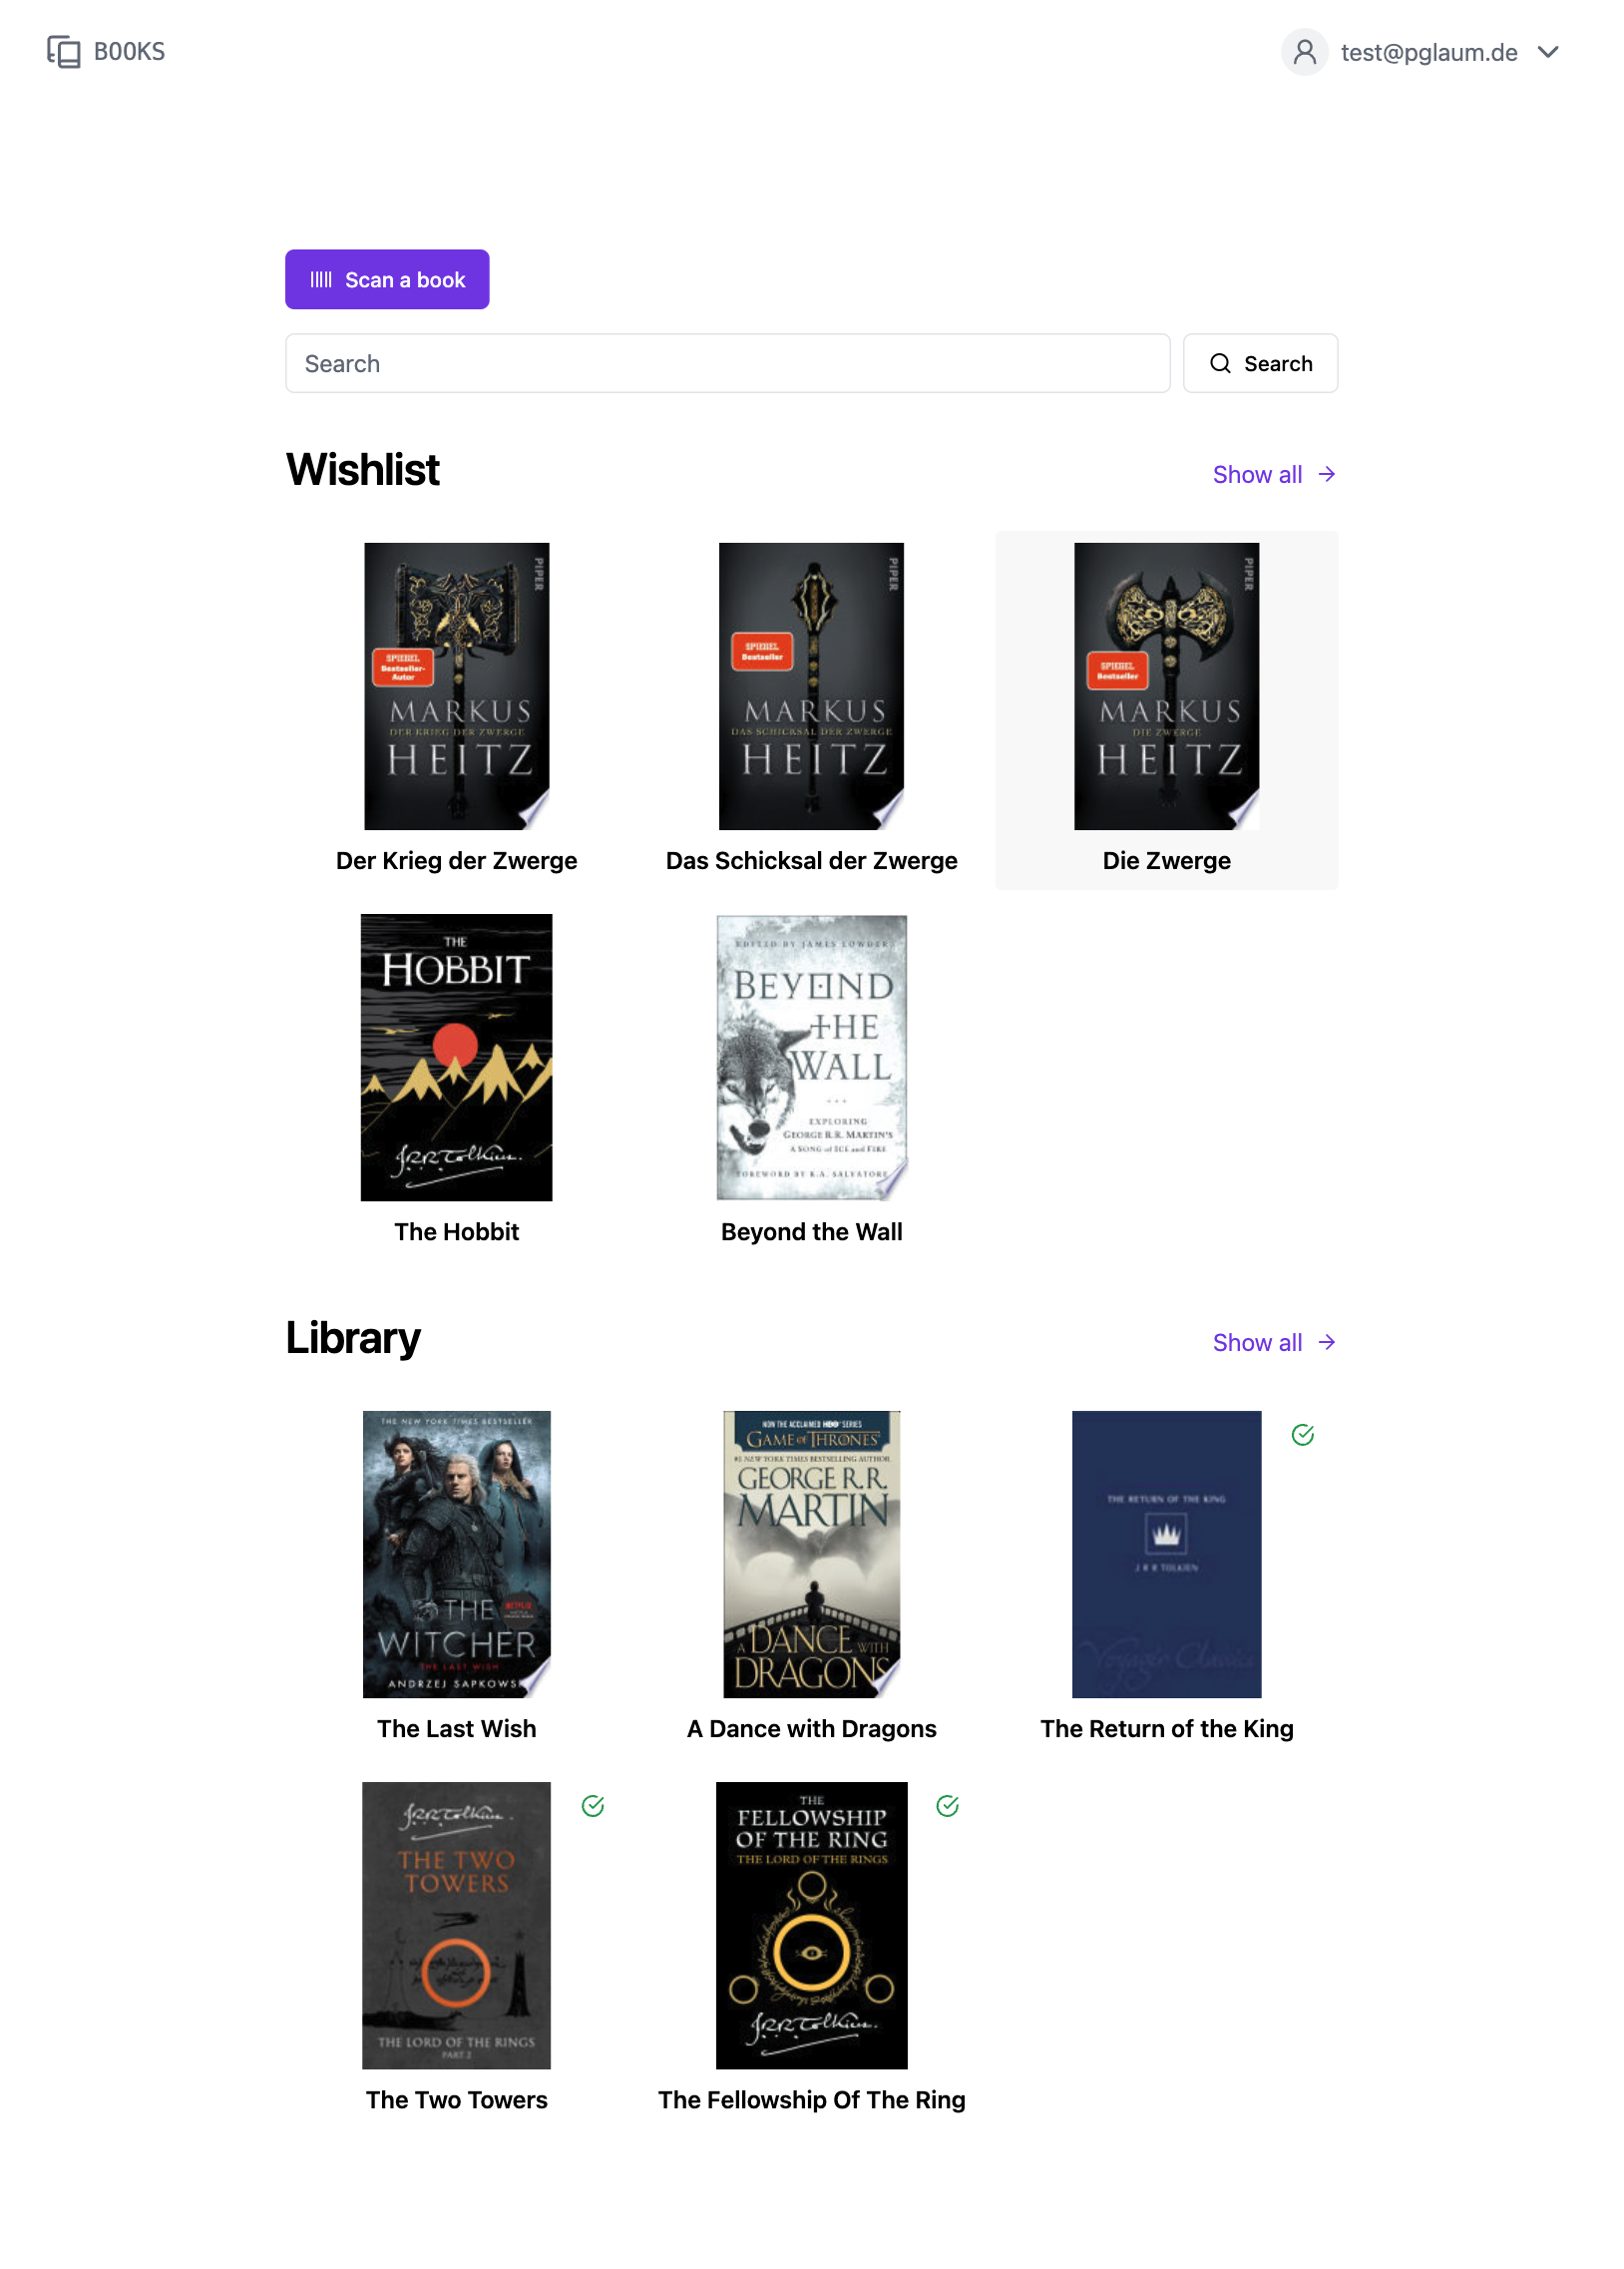 BOOKS
test@pglaum.de
Scan a book
Search
Search
Wishlist
Show all
PIPER
SPIEGEL
Bestseller-
Autor
MARKUS
DER KRIEG DER ZWERGE
HEITZ
Der Krieg der Zwerge
PIPER
SPIEGEL
Bestseller
MARKUS
DAS SCHICKSAL DER ZWERGE
HEITZ
Das Schicksal der Zwerge
PIPER
SPIEGEL
Bestseller
MARKUS
DIE ZWERGE
HEITZ
Die Zwerge
THE
HOBBIT
J.R.R. Tolkien.
The Hobbit
EDITED BY JAMES LOWDER
BEYOND
THE
WALL
EXPLORING
GEORGE R.R. MARTIN'S
A SONG of ICE and FIRE
FOREWORD BY R.A. SALVATORE
Beyond the Wall
Library
Show all
THE NEW YORK TIMES BESTSELLER
THE
NETFLIX
WITCHER
THE LAST WISH
ANDRZEJ SAPKOWS
The Last Wish
NOW THE ACCLAIMED HBO SERIES
GAME OF THRONES
#1 NEW YORK TIMES BESTSELLING AUTHOR
GEORGE R.R.
MARTIN
A DANCE WITH
DRAGONS
A Dance with Dragons
THE RETURN OF THE KING
J R R TOLKIEN
Voyager Classics
The Return of the King
J.R.R. Tolkien.
THE TWO
TOWERS
THE LORD OF THE RINGS
PART 2
The Two Towers
THE
FELLOWSHIP
OF THE RING
THE LORD OF THE RINGS
J.R.R. Tolkien.
The Fellowship Of The Ring